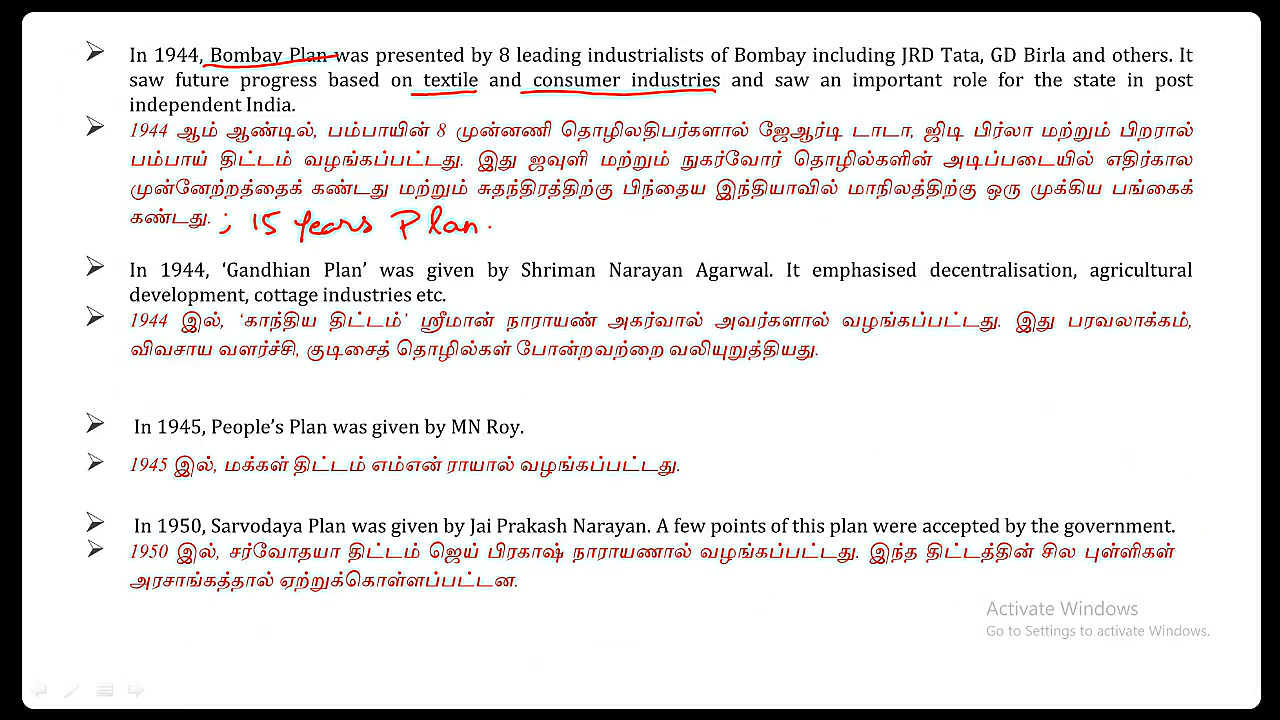 In 1944, Bombay Plan was presented by 8 leading industrialists of Bombay including JRD Tata, GD Birla and others. It
saw future progress based on textile and consumer industries and saw an important role for the state in post
independent India.
1944 ஆம் ஆண்டில், பம்பாயின் 8 முன்னணி தொழிலதிபர்களால் ஜேஆர்டி டாடா, ஜிடி பிர்லா மற்றும் பிறரால்
பம்பாய் திட்டம் வழங்கப்பட்டது. இது ஜவுளி மற்றும் நுகர்வோர் தொழில்களின் அடிப்படையில் எதிர்கால
முன்னேற்றத்தைக் கண்டது மற்றும் சுதந்திரத்திற்கு பிந்தைய இந்தியாவில் மாநிலத்திற்கு ஒரு முக்கிய பங்கைக்
கண்டது. ; 15 Years Plan.
In 1944, ‘Gandhian Plan’ was given by Shriman Narayan Agarwal. It emphasised decentralisation, agricultural
development, cottage industries etc.
1944 இல், ‘காந்திய திட்டம்’ ஸ்ரீமான் நாராயண் அகர்வால் அவர்களால் வழங்கப்பட்டது. இது பரவலாக்கம்,
விவசாய வளர்ச்சி, குடிசைத் தொழில்கள் போன்றவற்றை வலியுறுத்தியது.
In 1945, People’s Plan was given by MN Roy.
1945 இல், மக்கள் திட்டம் எம்என் ராயால் வழங்கப்பட்டது.
In 1950, Sarvodaya Plan was given by Jai Prakash Narayan. A few points of this plan were accepted by the government.
1950 இல், சர்வோதயா திட்டம் ஜெய் பிரகாஷ் நாராயணால் வழங்கப்பட்டது. இந்த திட்டத்தின் சில புள்ளிகள்
அரசாங்கத்தால் ஏற்றுக்கொள்ளப்பட்டன.
Activate Windows
Go to Settings to activate Windows.